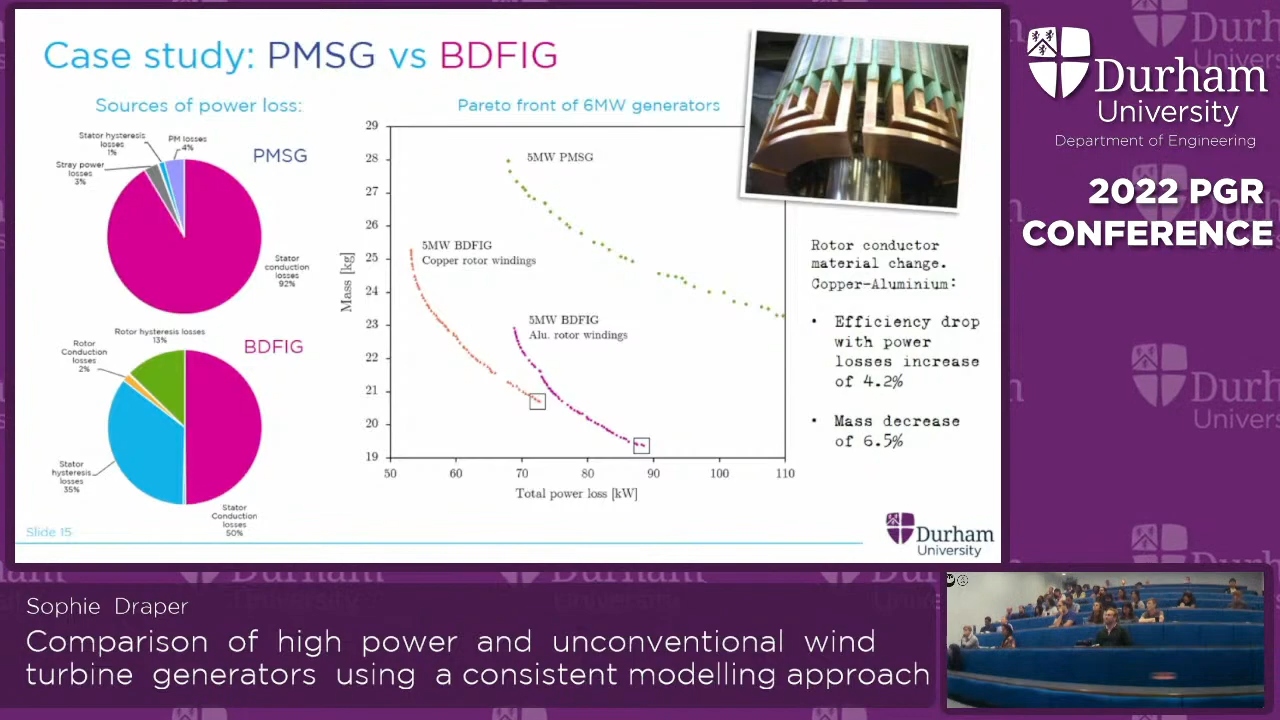 Case study: PMSG vs BDFIG
Sources of power loss:
Stator hysteresis
losses
1%
PM losses
4%
Stray power
losses
3%
PMSG
Stator
conduction
losses
92%
Rotor hysteresis losses
13%
Rotor
Conduction
losses
2%
BDFIG
Stator
hysteresis
losses
35%
Stator
Conduction
losses
50%
Pareto front of 6MW generators
29
28
27
26
25
24
23
22
21
20
19
Mass [kg]
5MW PMSG
5MW BDFIG
Copper rotor windings
5MW BDFIG
Alu. rotor windings
50
60
70
80
90
100
110
Total power loss [kW]
Rotor conductor
material change.
Copper-Aluminium:
• Efficiency drop
with power
losses increase
of 4.2%
• Mass decrease
of 6.5%
Slide 15
Durham
University
Durham
University
Department of Engineering
2022 PGR
CONFERENCE
Sophie Draper
Comparison of high power and unconventional wind
turbine generators using a consistent modelling approach